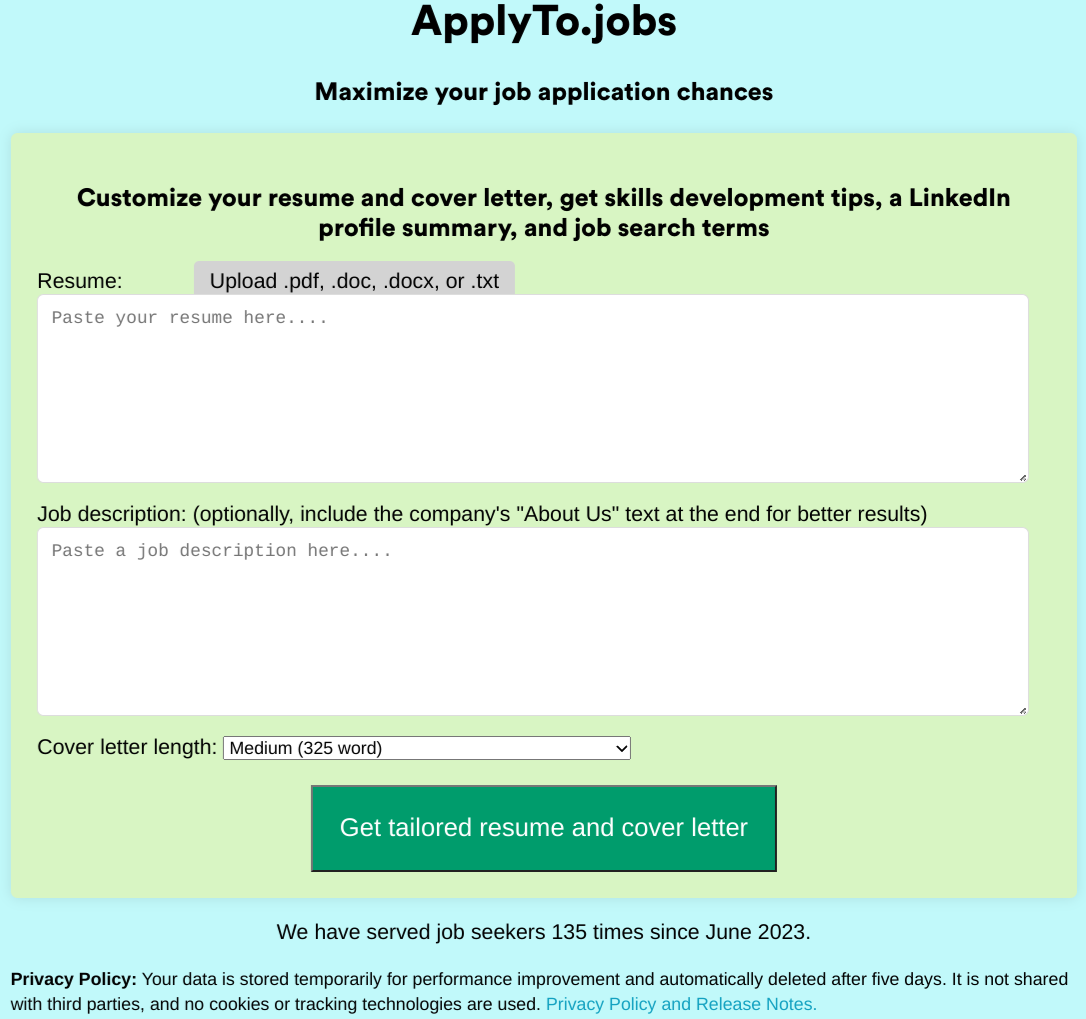 ApplyTo.jobs
Maximize your job application chances
Customize your resume and cover letter, get skills development tips, a LinkedIn
profile summary, and job search terms
Resume: Upload .pdf, .doc, .docx, or .txt
Paste your resume here....
Job description: (optionally, include the company's "About Us" text at the end for better results)
Paste a job description here....
Cover letter length: Medium (325 word)
Get tailored resume and cover letter
We have served job seekers 135 times since June 2023.
Privacy Policy: Your data is stored temporarily for performance improvement and automatically deleted after five days. It is not shared
with third parties, and no cookies or tracking technologies are used. Privacy Policy and Release Notes.